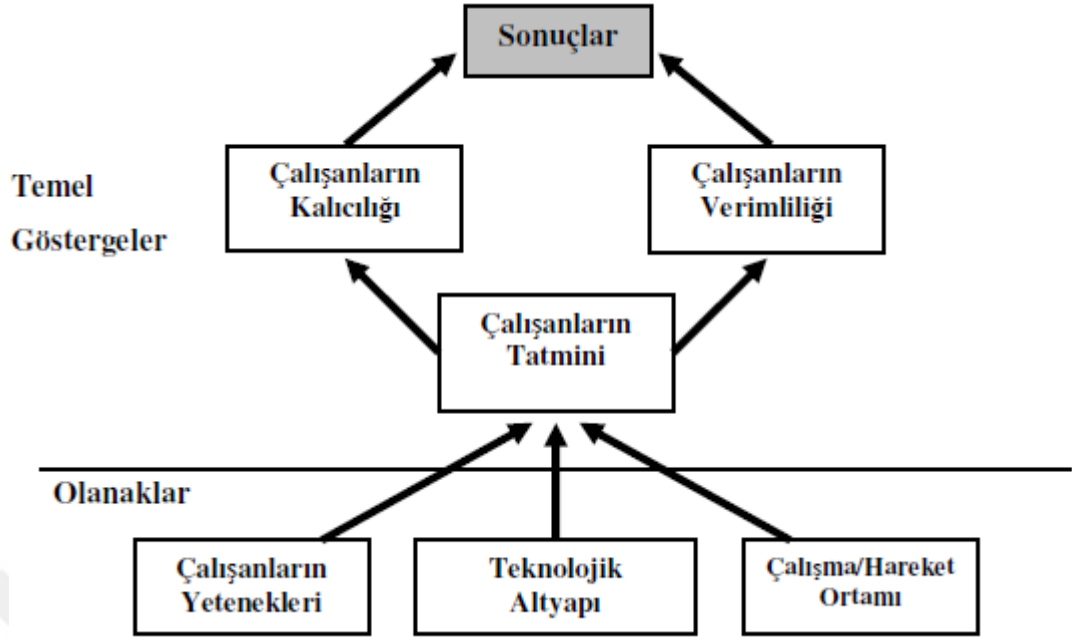 Sonuçlar
Temel
Göstergeler
Çalışanların
Kalıcılığı
Çalışanların
Verimliliği
Çalışanların
Tatmini
Olanaklar
Çalışanların
Yetenekleri
Teknolojik
Altyapı
Çalışma/Hareket
Ortamı